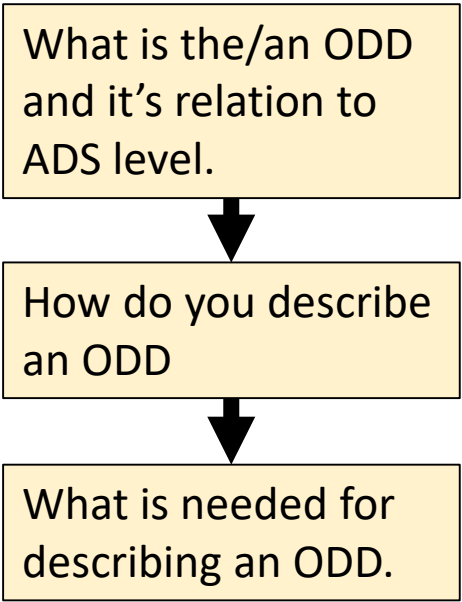 What is the/an ODD
and it’s relation to
ADS level.
How do you describe
an ODD
What is needed for
describing an ODD.